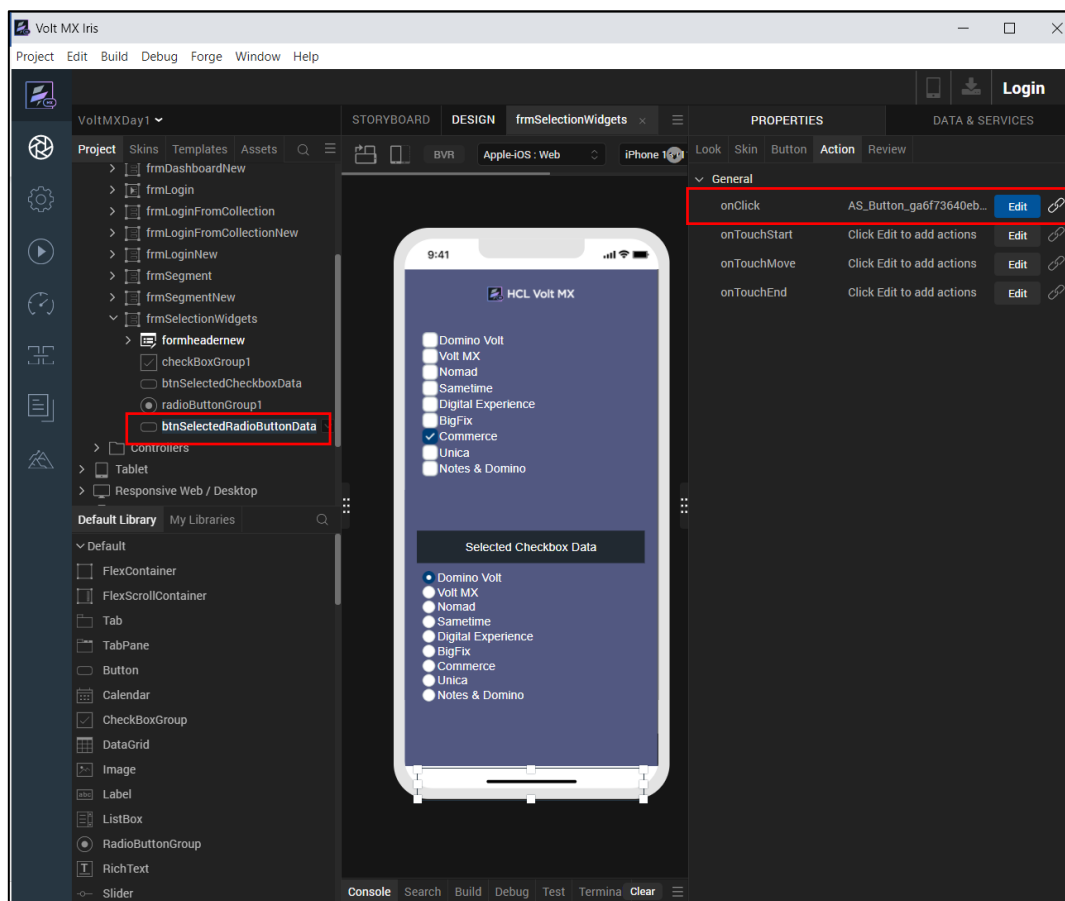 Volt MX Iris
Project Edit Build Debug Forge Window Help
Login
VoltMXDay1
Project Skins Templates Assets
frmDashboardNew
frmLogin
frmLoginFromCollection
frmLoginFromCollectionNew
frmLoginNew
frmSegment
frmSegmentNew
frmSelectionWidgets
formheadernew
checkBoxGroup1
btnSelectedCheckboxData
radioButtonGroup1
btnSelectedRadioButtonData
Controllers
Tablet
Responsive Web / Desktop
Default Library My Libraries
Default
FlexContainer
FlexScrollContainer
Tab
TabPane
Button
Calendar
CheckBoxGroup
DataGrid
Image
Label
ListBox
RadioButtonGroup
RichText
Slider
STORYBOARD DESIGN frmSelectionWidgets
BVR Apple-iOS : Web iPhone
9:41
HCL Volt MX
Domino Volt
Volt MX
Nomad
Sametime
Digital Experience
BigFix
Commerce
Unica
Notes & Domino
Selected Checkbox Data
Domino Volt
Volt MX
Nomad
Sametime
Digital Experience
BigFix
Commerce
Unica
Notes & Domino
Console Search Build Debug Test Termina Clear
PROPERTIES DATA & SERVICES
Look Skin Button Action Review
General
onClick AS_Button_ga6f73640eb... Edit
onTouchStart Click Edit to add actions Edit
onTouchMove Click Edit to add actions Edit
onTouchEnd Click Edit to add actions Edit